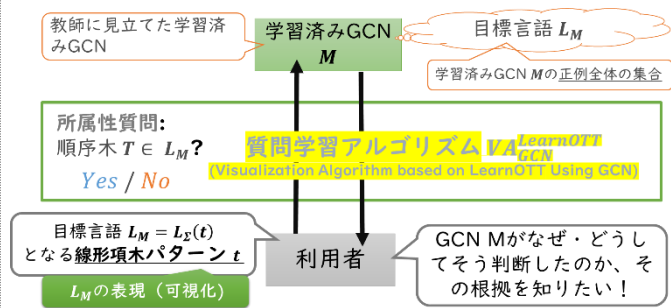 教師に見立てた学習済
みGCN
学習済みGCN
M
目標言語 L_M
学習済みGCN Mの正例全体の集合
所属性質問:
順序木 T ∈ L_M?
Yes / No
質問学習アルゴリズム VA_GCN^LearnOTT
(Visualization Algorithm based on LearnOTT Using GCN)
目標言語 L_M = L_Σ(t)
となる線形項木パターン t
L_Mの表現（可視化）
利用者
GCN Mがなぜ・どうし
てそう判断したのか、そ
の根拠を知りたい！